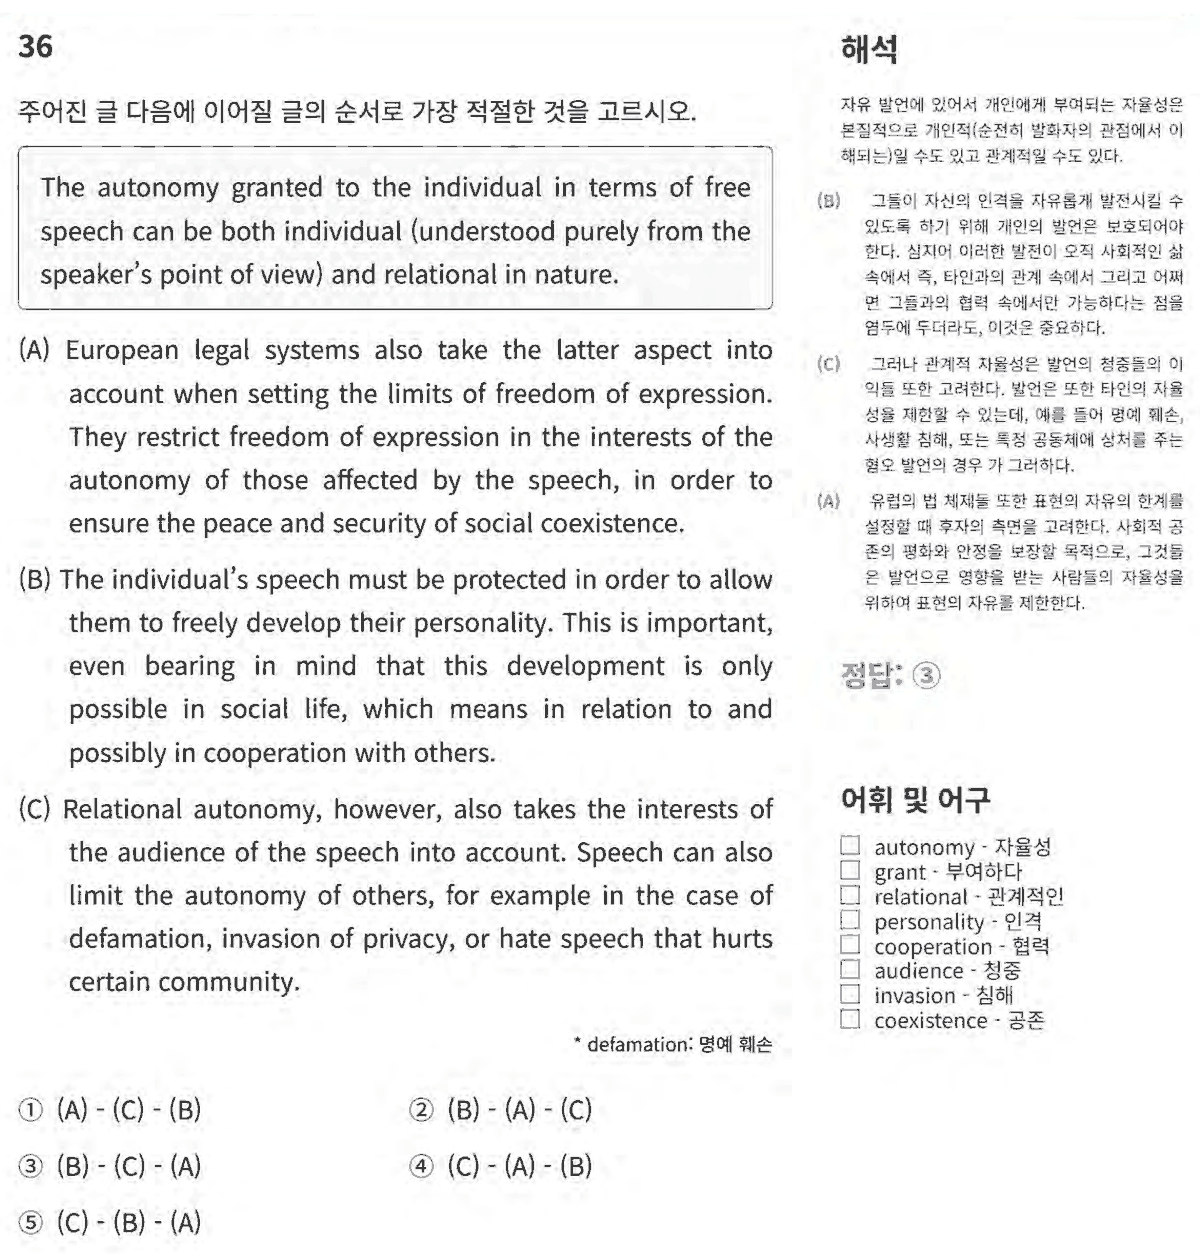 36
주어진 글 다음에 이어질 글의 순서로 가장 적절한 것을 고르시오.
The autonomy granted to the individual in terms of free
speech can be both individual (understood purely from the
speaker's point of view) and relational in nature.
(A) European legal systems also take the latter aspect into
account when setting the limits of freedom of expression.
They restrict freedom of expression in the interests of the
autonomy of those affected by the speech, in order to
ensure the peace and security of social coexistence.
(B) The individual's speech must be protected in order to allow
them to freely develop their personality. This is important,
even bearing in mind that this development is only
possible in social life, which means in relation to and
possibly in cooperation with others.
(C) Relational autonomy, however, also takes the interests of
the audience of the speech into account. Speech can also
limit the autonomy of others, for example in the case of
defamation, invasion of privacy, or hate speech that hurts
certain community.
* defamation: 명예 훼손
① (A) - (C) - (B)
② (B) - (A) - (C)
③ (B) - (C) - (A)
④ (C) - (A) - (B)
⑤ (C) - (B) - (A)
해석
자유 발언에 있어서 개인에게 부여되는 자율성은
본질적으로 개인적(순전히 발화자의 관점에서 이
해되는)일 수도 있고 관계적일 수도 있다.
(B) 그들이 자신의 인격을 자유롭게 발전시킬 수
있도록 하기 위해 개인의 발언은 보호되어야
한다. 심지어 이러한 발전이 오직 사회적인 삶
속에서 즉, 타인과의 관계 속에서 그리고 어쩌
면 그들과의 협력 속에서만 가능하다는 점을
염두에 두더라도, 이것은 중요하다.
(C) 그러나 관계적 자율성은 발언의 청중들의 이
익들 또한 고려한다. 발언은 또한 타인의 자율
성을 제한할 수 있는데, 예를 들어 명예 훼손,
사생활 침해, 또는 특정 공동체에 상처를 주는
혐오 발언의 경우 가 그러하다.
(A) 유럽의 법 체제들 또한 표현의 자유의 한계를
설정할 때 후자의 측면을 고려한다. 사회적 공
존의 평화와 안정을 보장할 목적으로, 그것들
은 발언으로 영향을 받는 사람들의 자율성을
위하여 표현의 자유를 제한한다.
정답: ③
어휘 및 어구
□ autonomy - 자율성
□ grant - 부여하다
□ relational - 관계적인
□ personality - 인격
□ cooperation - 협력
□ audience - 청중
□ invasion - 침해
□ coexistence - 공존